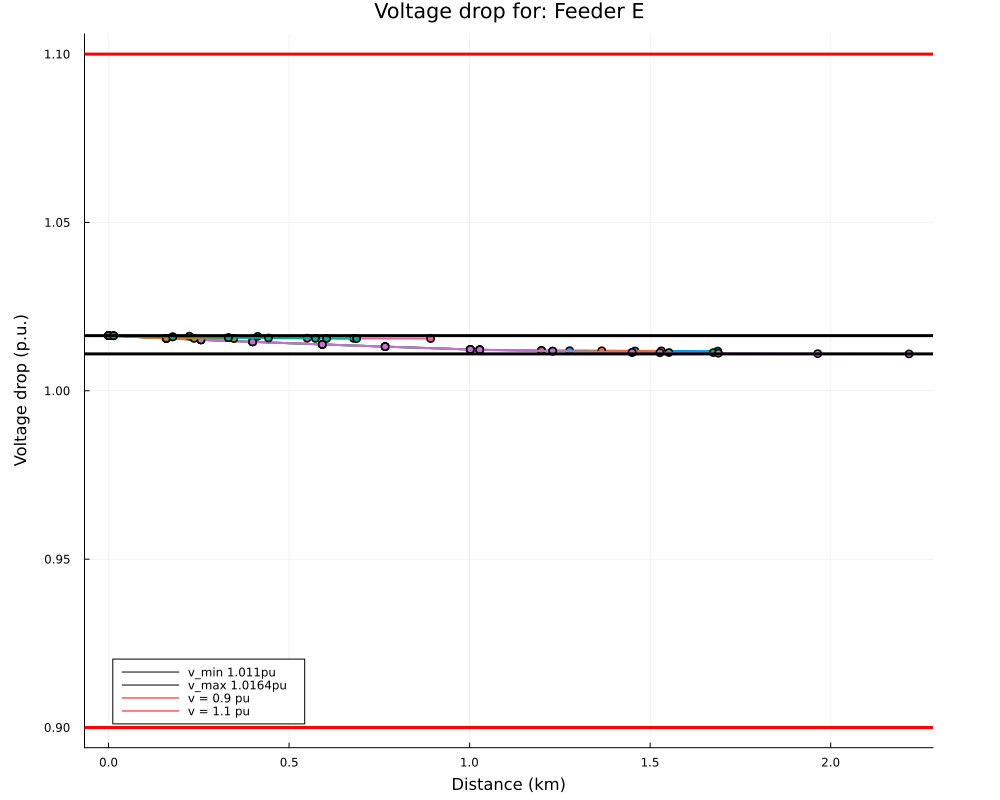 Voltage drop for: Feeder E
1.10
1.05
1.00
0.95
0.90
Voltage drop (p.u.)
v_min 1.011pu
v_max 1.0164pu
v = 0.9 pu
v = 1.1 pu
0.0 0.5 1.0 1.5 2.0
Distance (km)